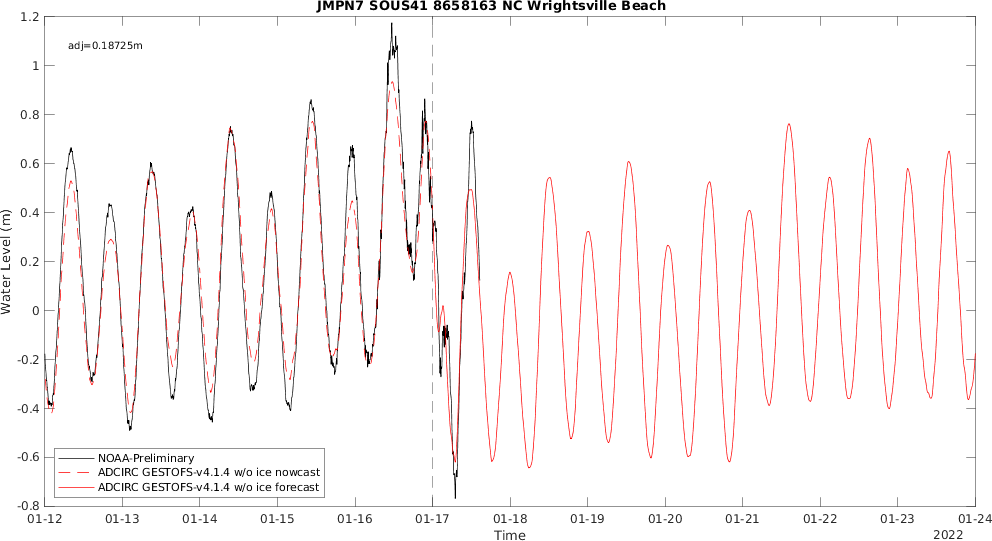 JMPN7 SOUS41 8658163 NC Wrightsville Beach
adj=0.18725m
1.2
1
0.8
0.6
0.4
0.2
0
-0.2
-0.4
-0.6
-0.8
Water Level (m)
NOAA-Preliminary
ADCIRC GESTOFS-v4.1.4 w/o ice nowcast
ADCIRC GESTOFS-v4.1.4 w/o ice forecast
01-12 01-13 01-14 01-15 01-16 01-17 01-18 01-19 01-20 01-21 01-22 01-23 01-24
Time
2022